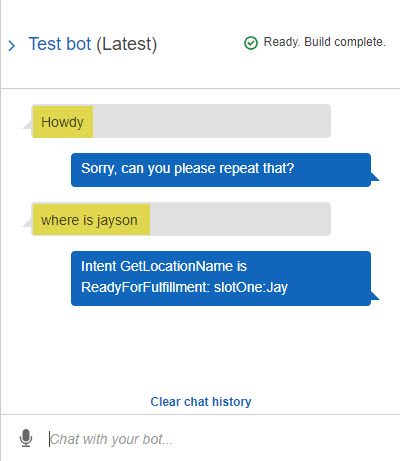 Test bot (Latest)
Ready. Build complete.
Howdy
Sorry, can you please repeat that?
where is jayson
Intent GetLocationName is
ReadyForFulfillment: slotOne:Jay
Clear chat history
Chat with your bot...